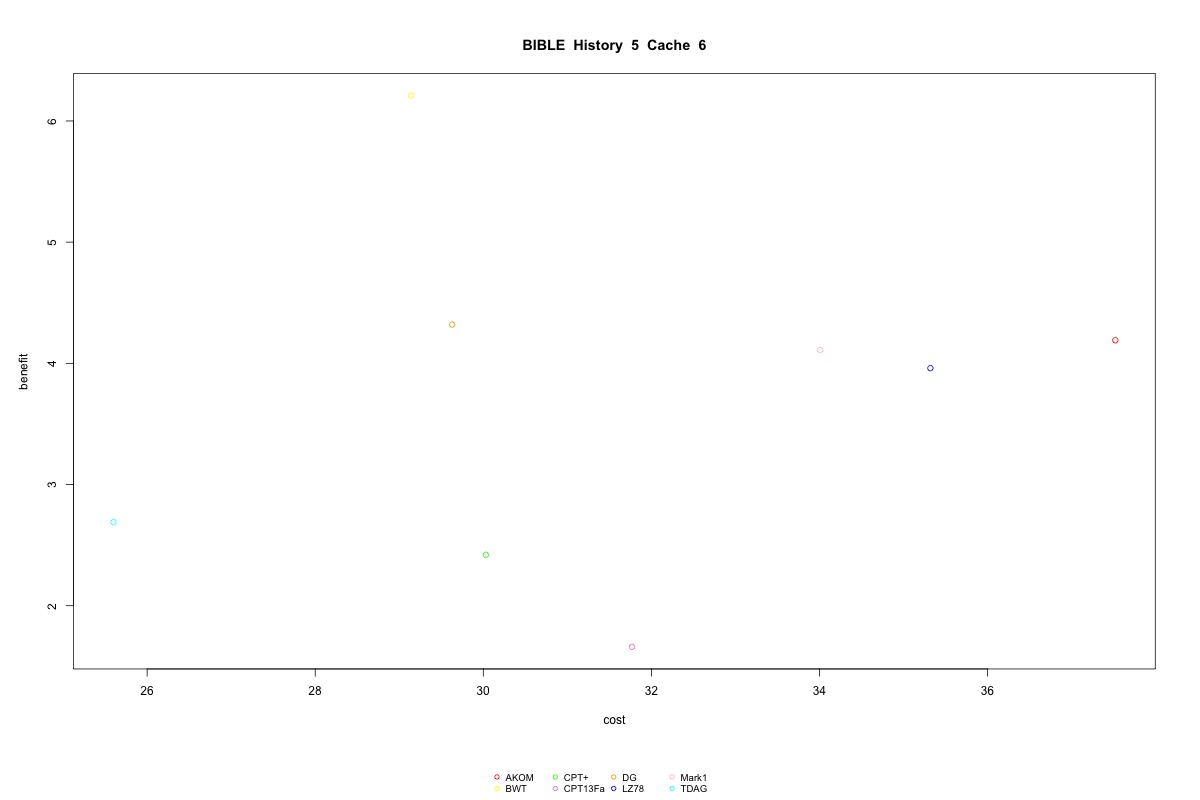 BIBLE History 5 Cache 6
6
5
4
3
2
benefit
26 28 30 32 34 36
cost
AKOM CPT+ DG Mark1
BWT CPT13Fa LZ78 TDAG